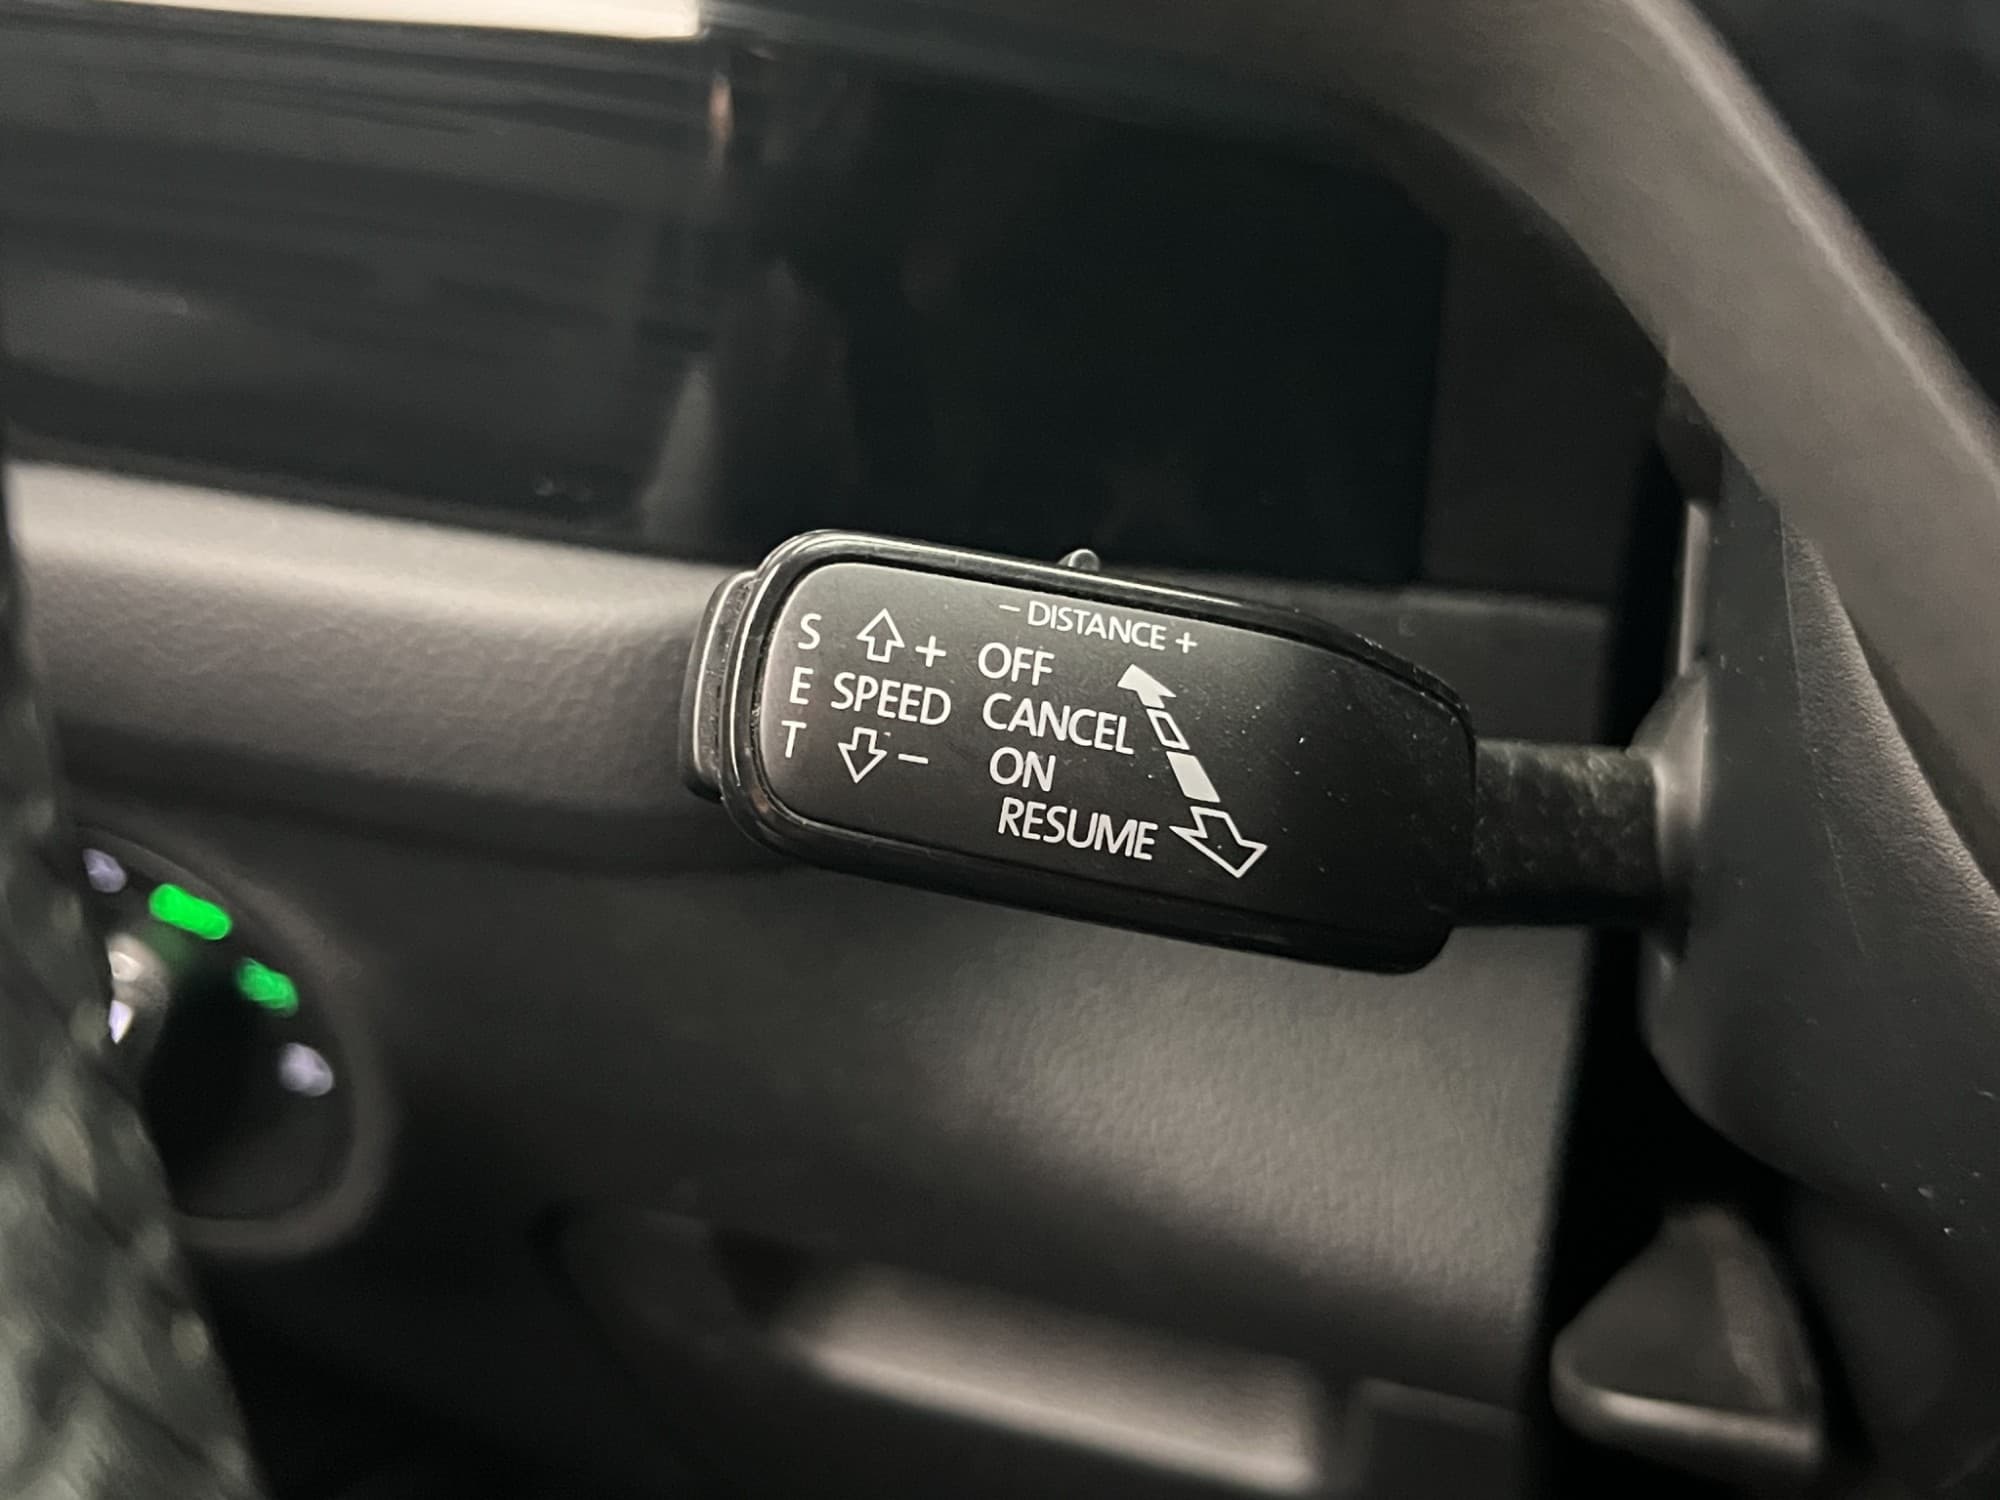 - DISTANCE +
S + OFF
E SPEED CANCEL
T - ON
RESUME